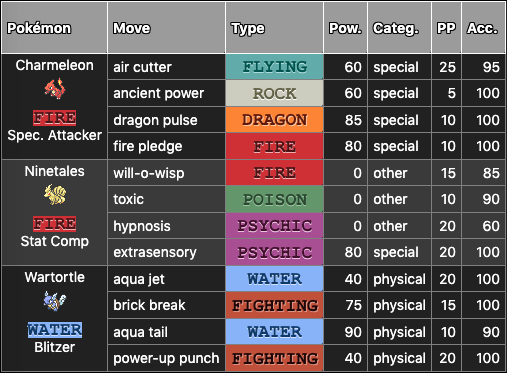 Pokémon Move Type Pow. Categ. PP Acc.
Charmeleon
FIRE
Spec. Attacker
air cutter FLYING 60 special 25 95
ancient power ROCK 60 special 5 100
dragon pulse DRAGON 85 special 10 100
fire pledge FIRE 80 special 10 100
Ninetales
FIRE
Stat Comp
will-o-wisp FIRE 0 other 15 85
toxic POISON 0 other 10 90
hypnosis PSYCHIC 0 other 20 60
extrasensory PSYCHIC 80 special 20 100
Wartortle
WATER
Blitzer
aqua jet WATER 40 physical 20 100
brick break FIGHTING 75 physical 15 100
aqua tail WATER 90 physical 10 90
power-up punch FIGHTING 40 physical 20 100